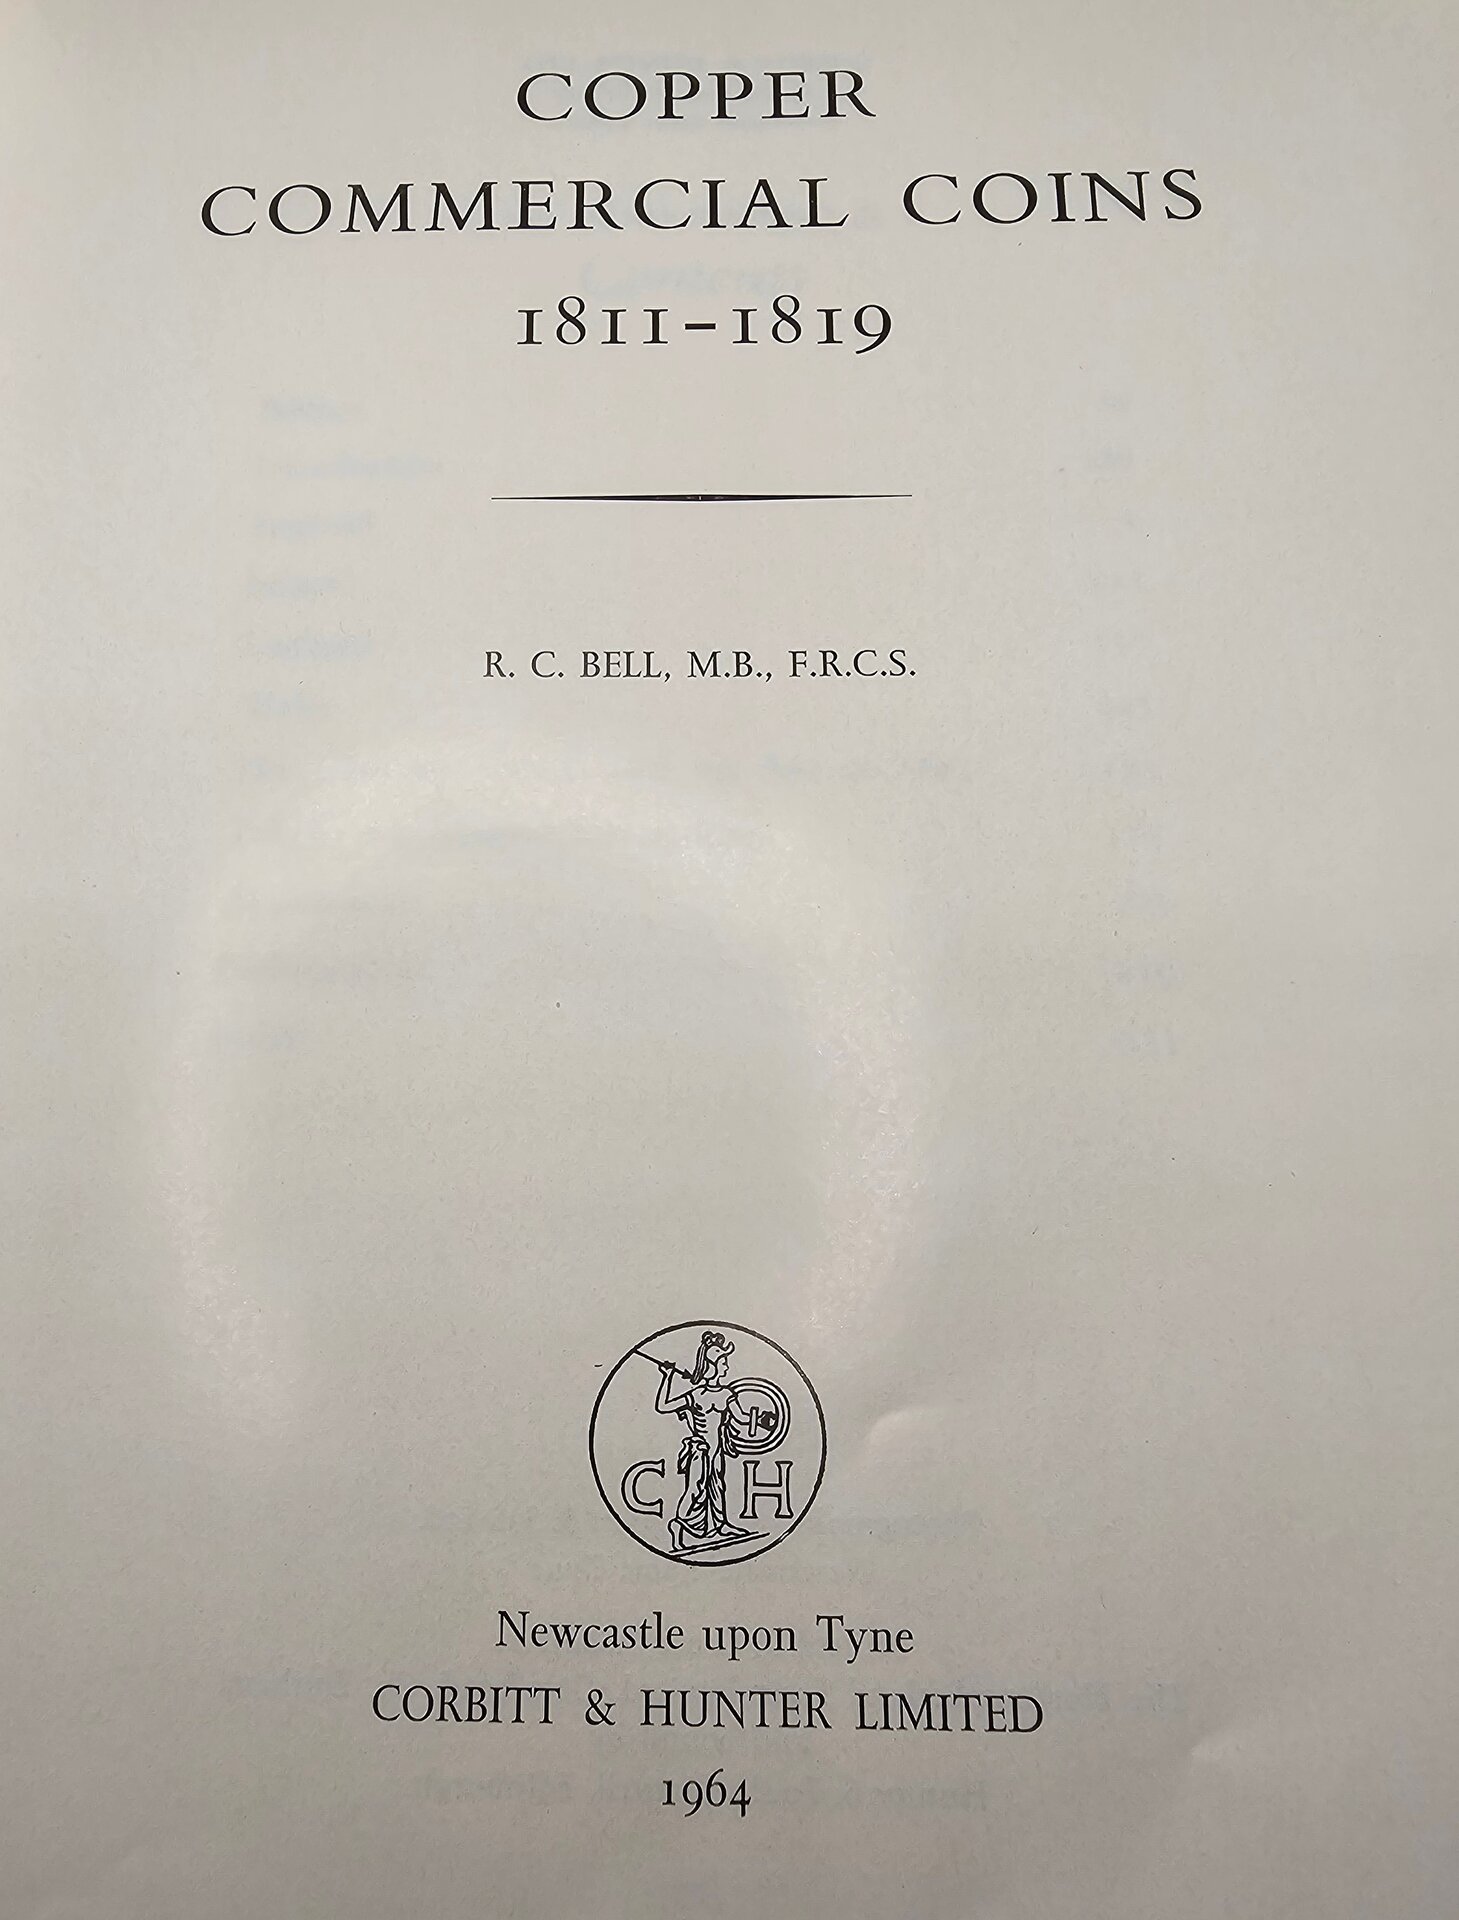 COPPER
COMMERCIAL COINS
1811–1819
R. C. BELL, M.B., F.R.C.S.
C H
Newcastle upon Tyne
CORBITT & HUNTER LIMITED
1964